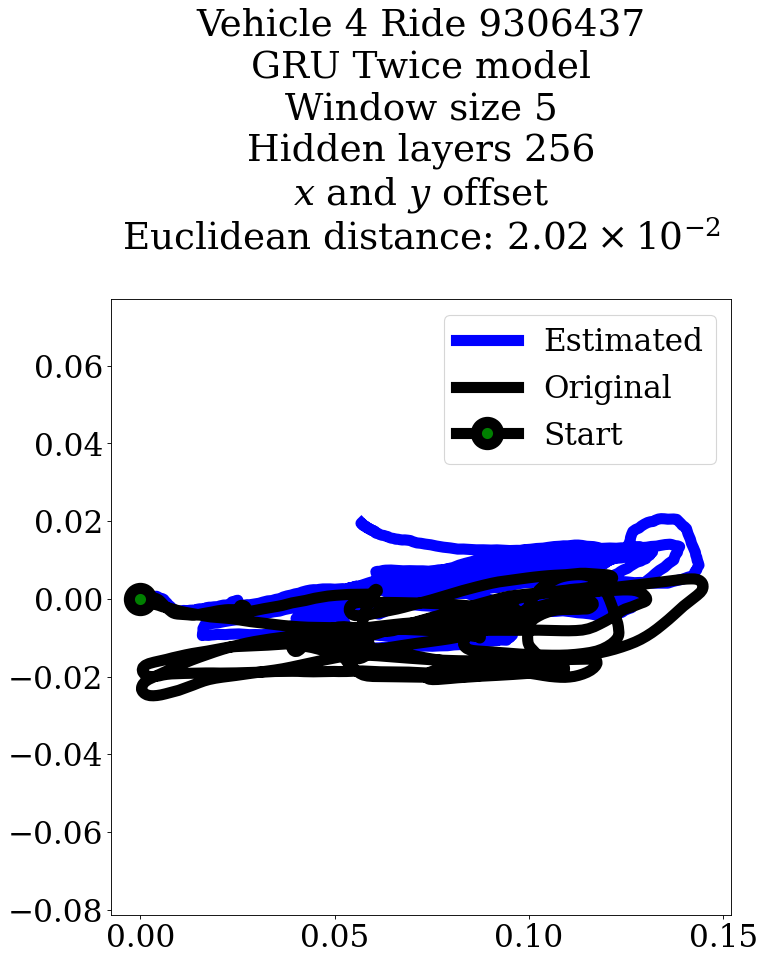 Vehicle 4 Ride 9306437
GRU Twice model
Window size 5
Hidden layers 256
x and y offset
Euclidean distance: 2.02 × 10⁻²
Estimated
Original
Start
0.06
0.04
0.02
0.00
−0.02
−0.04
−0.06
−0.08
0.00 0.05 0.10 0.15